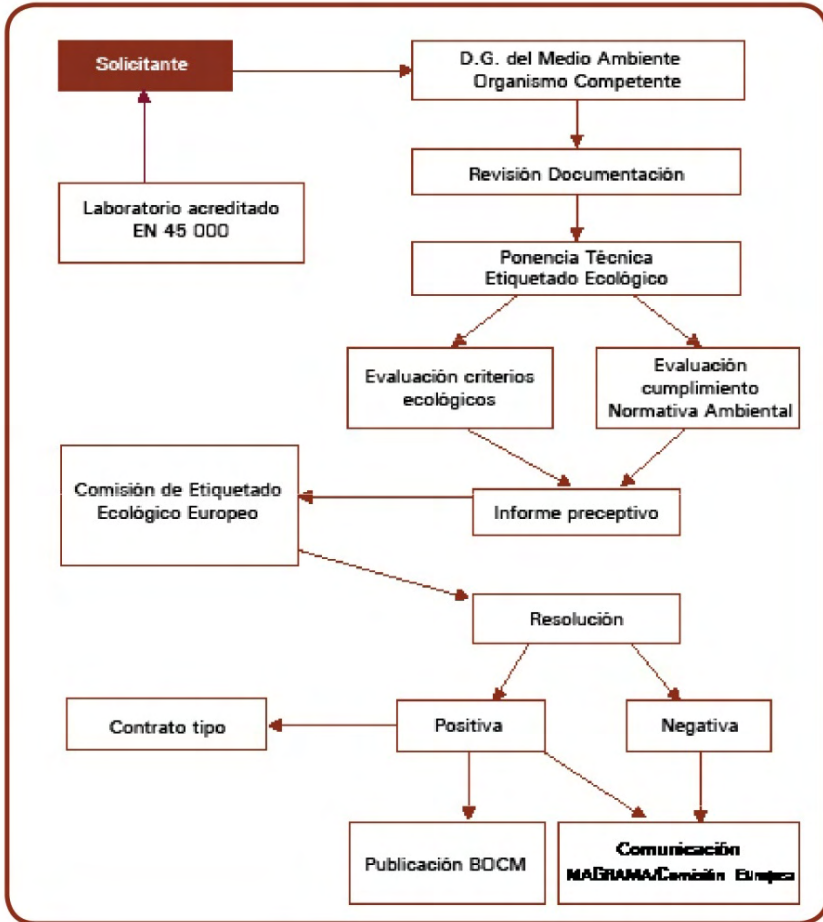 Solicitante
D.G. del Medio Ambiente
Organismo Competente
Revisión Documentación
Laboratorio acreditado
EN 45 000
Ponencia Técnica
Etiquetado Ecológico
Evaluación criterios
ecológicos
Evaluación
cumplimiento
Normativa Ambiental
Comisión de Etiquetado
Ecológico Europeo
Informe preceptivo
Resolución
Contrato tipo
Positiva
Negativa
Publicación BOCM
Comunicación
MAGRAMA/Comisión Europea